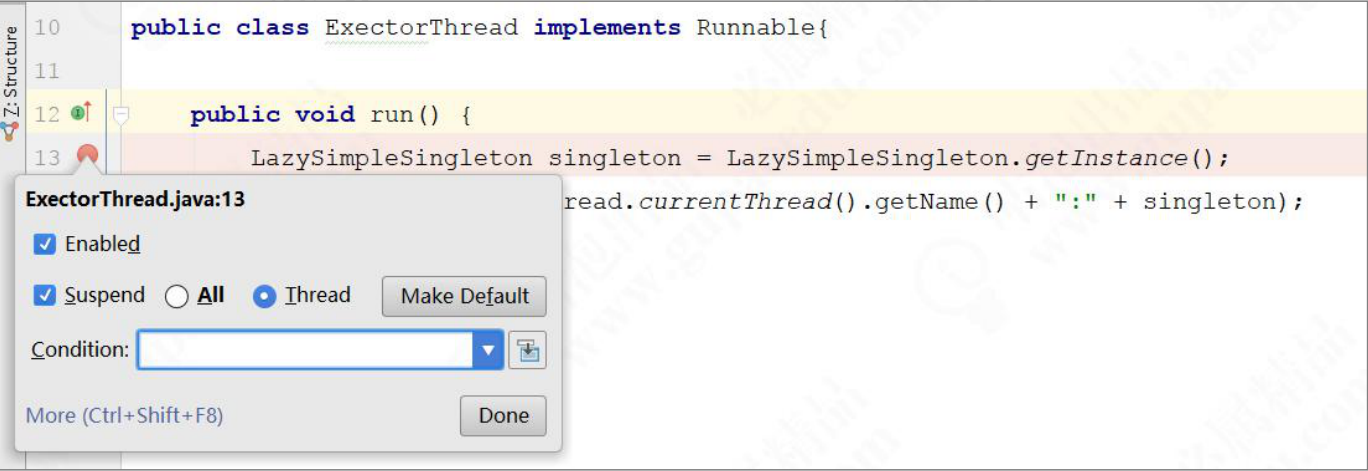 Z: Structure
10 public class ExectorThread implements Runnable{
11
12 public void run() {
13 LazySimpleSingleton singleton = LazySimpleSingleton.getInstance();
read.currentThread().getName() + ":" + singleton);
ExectorThread.java:13
Enabled
Suspend All Thread Make Default
Condition:
More (Ctrl+Shift+F8) Done